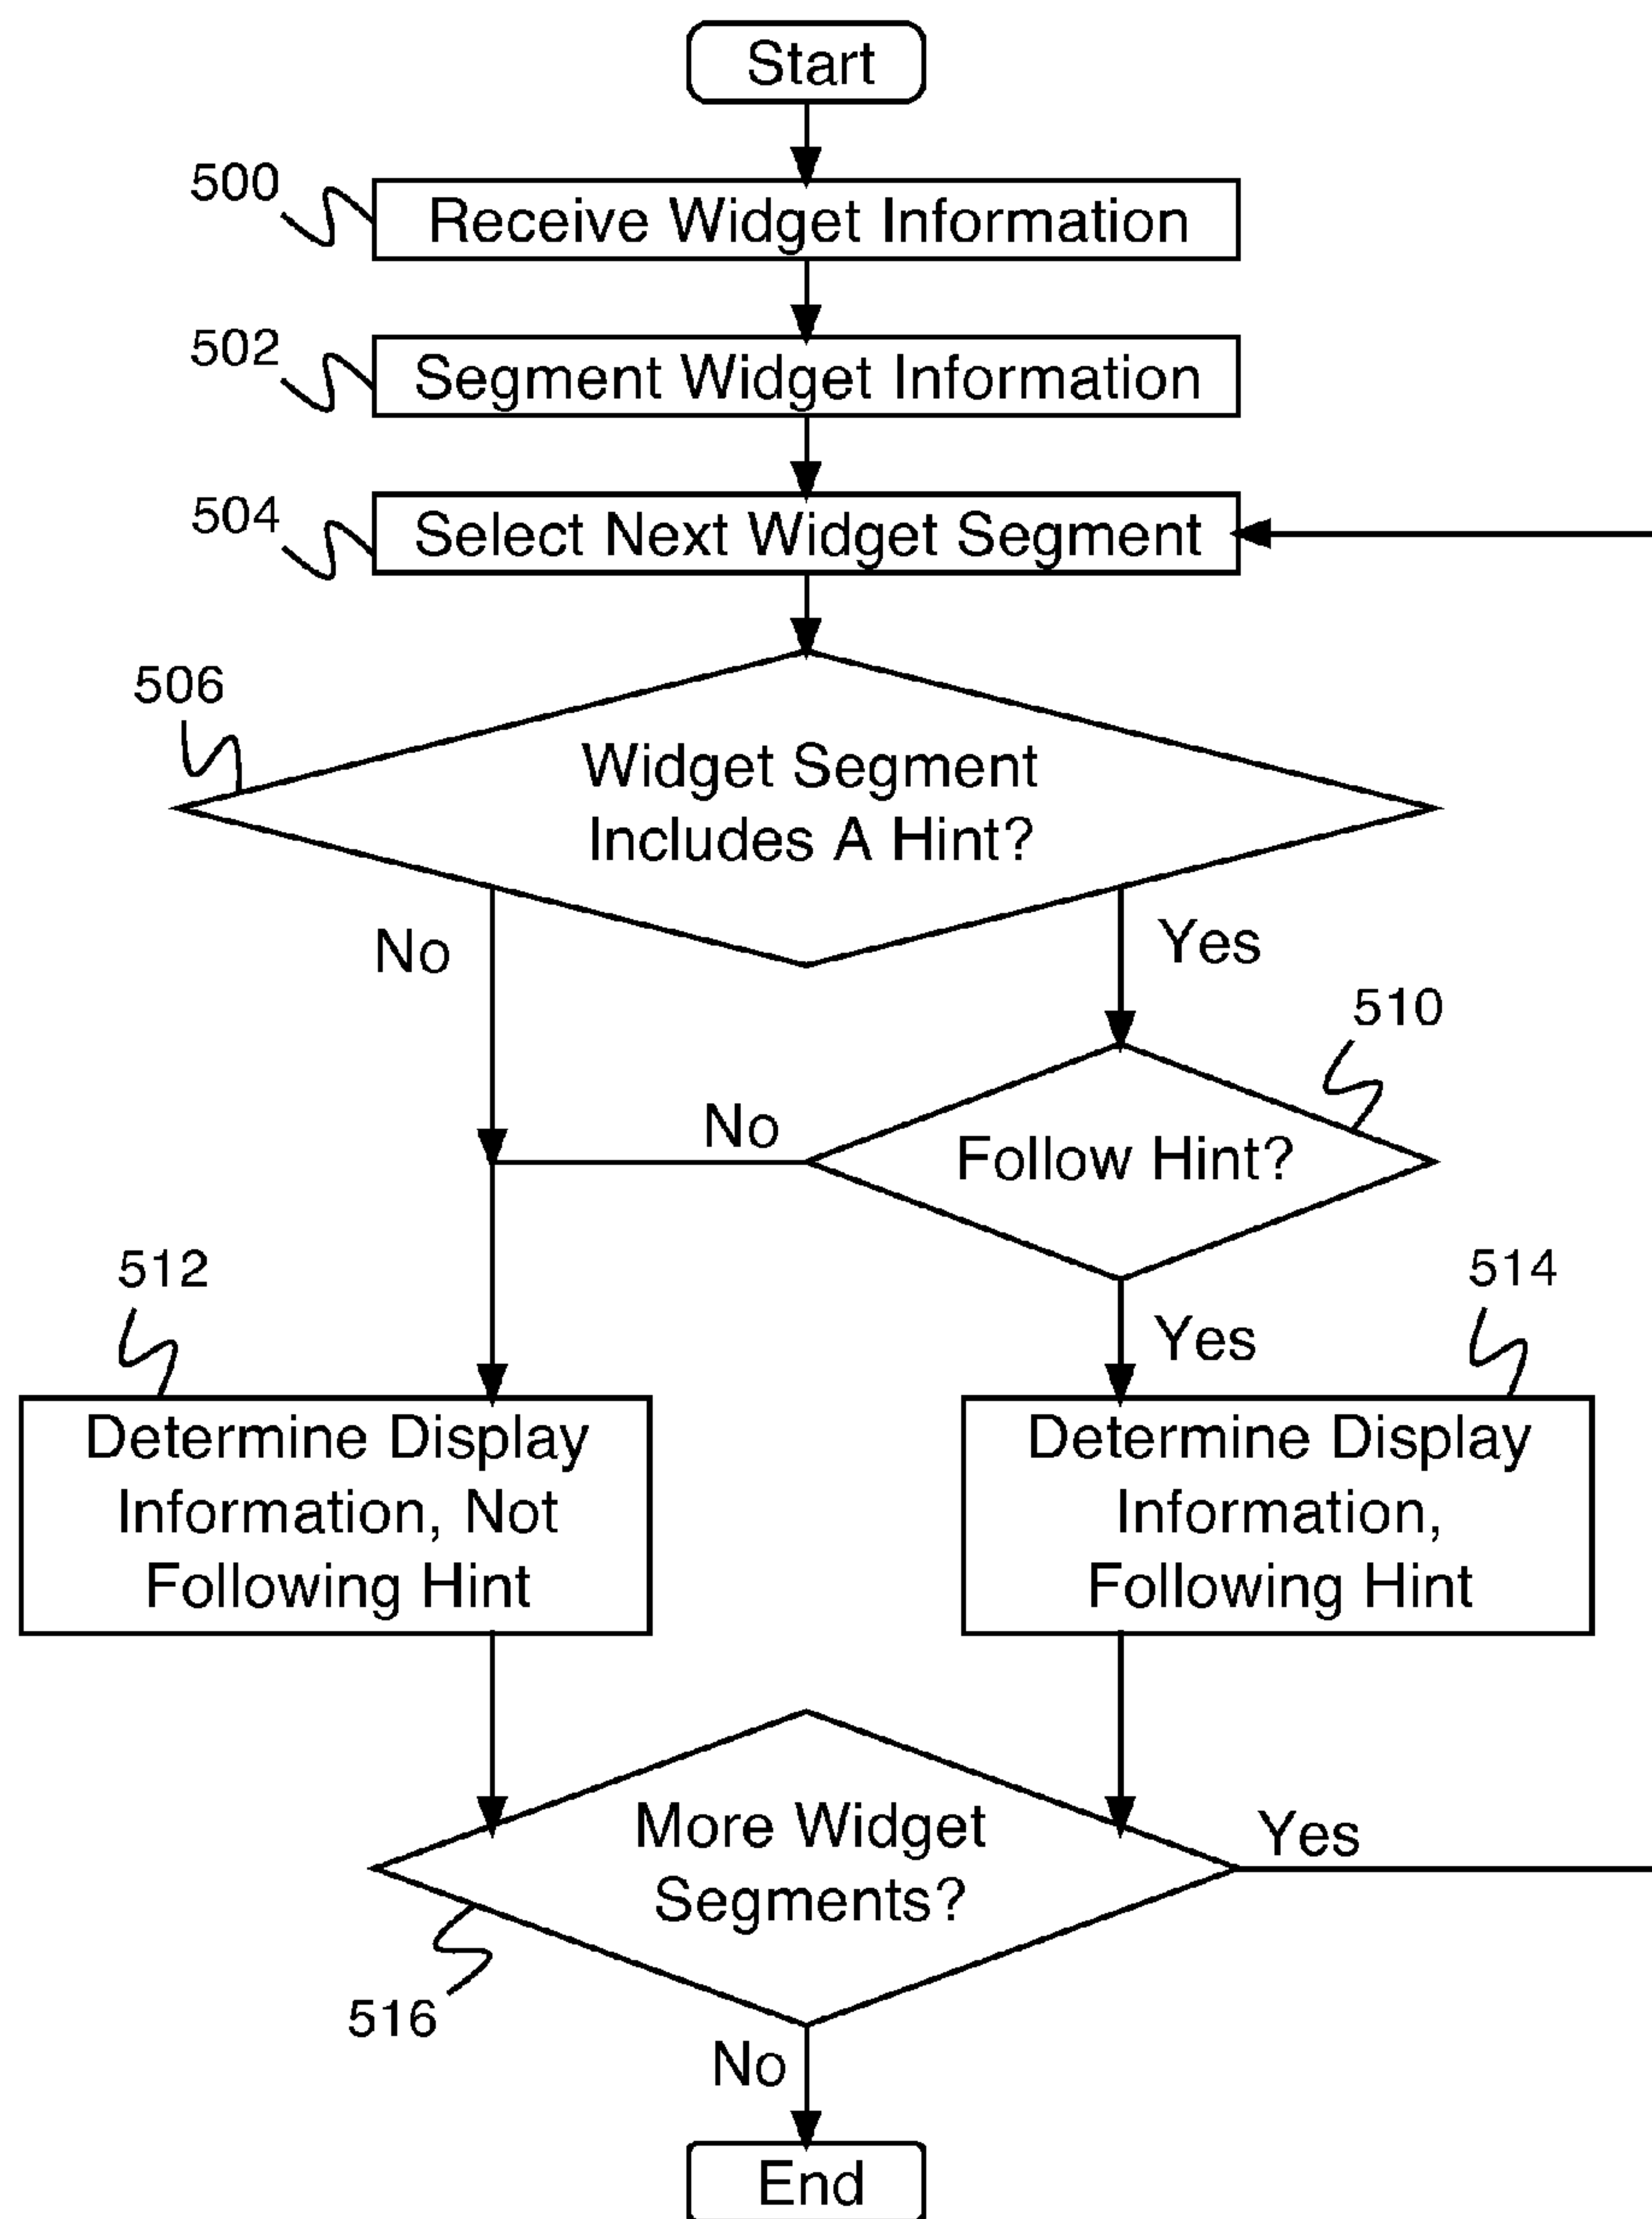 Start
500
Receive Widget Information
502
Segment Widget Information
504
Select Next Widget Segment
506
Widget Segment
Includes A Hint?
No
Yes
510
No
Follow Hint?
512
514
Yes
Determine Display
Information, Not
Following Hint
Determine Display
Information,
Following Hint
More Widget
Segments?
Yes
516
No
End